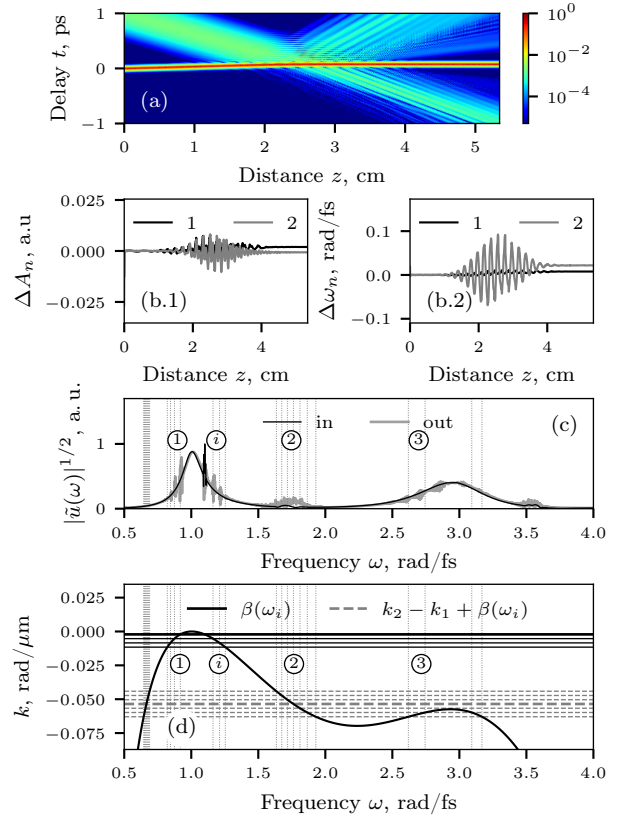 Delay t, ps
1
0
−1
(a)
10^0
10^−2
10^−4
0
1
2
3
4
5
Distance z, cm
ΔA_n, a.u
0.025
0.000
−0.025
1
2
(b.1)
0
2
4
Distance z, cm
Δω_n, rad/fs
0.1
0.0
−0.1
1
2
(b.2)
0
2
4
Distance z, cm
|ũ(ω)|^1/2, a. u.
1
0
in
out
(c)
1
i
2
3
0.5
1.0
1.5
2.0
2.5
3.0
3.5
4.0
Frequency ω, rad/fs
k, rad/μm
0.025
0.000
−0.025
−0.050
−0.075
β(ω_i)
k_2 − k_1 + β(ω_i)
1
i
2
3
(d)
0.5
1.0
1.5
2.0
2.5
3.0
3.5
4.0
Frequency ω, rad/fs